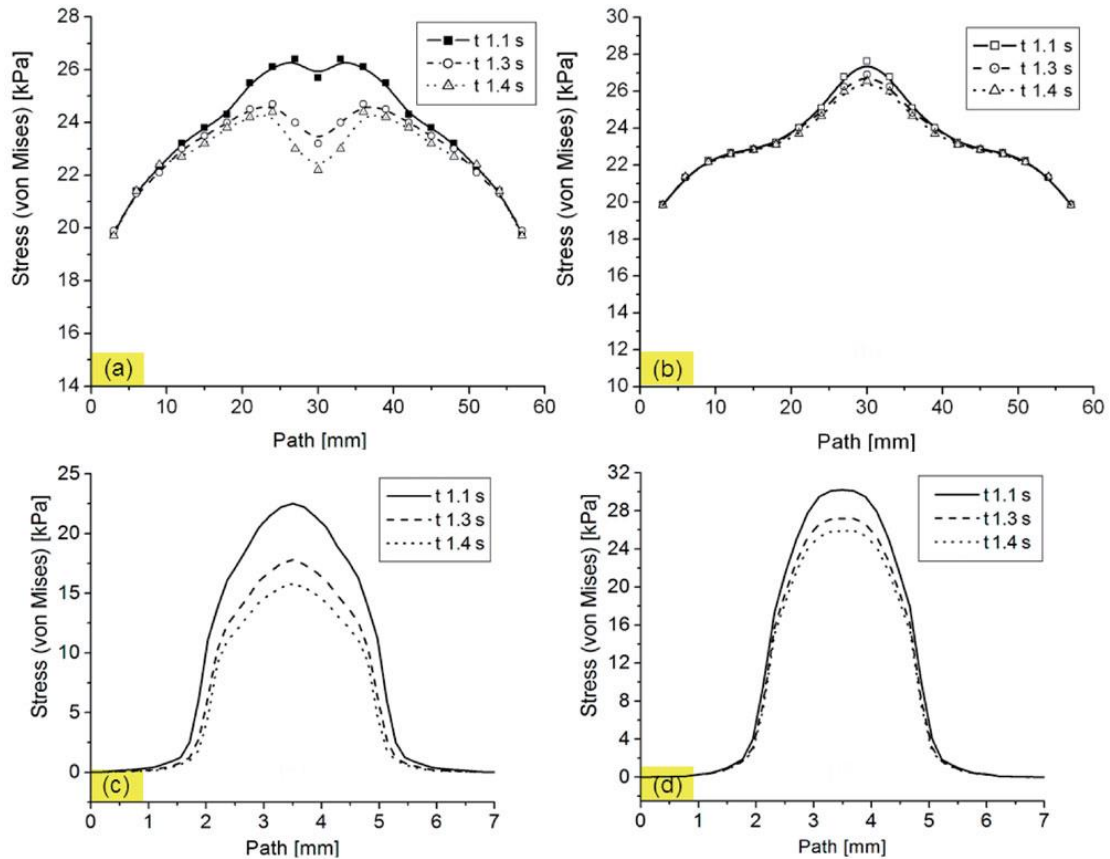 28
26
24
22
20
18
16
14
Stress (von Mises) [kPa]
t 1.1 s
t 1.3 s
t 1.4 s
(a)
0 10 20 30 40 50 60
Path [mm]
30
28
26
24
22
20
18
16
14
12
10
Stress (von Mises) [kPa]
t 1.1 s
t 1.3 s
t 1.4 s
(b)
0 10 20 30 40 50 60
Path [mm]
25
20
15
10
5
0
Stress (von Mises) [kPa]
t 1.1 s
t 1.3 s
t 1.4 s
(c)
0 1 2 3 4 5 6 7
Path [mm]
32
28
24
20
16
12
8
4
0
Stress (von Mises) [kPa]
t 1.1 s
t 1.3 s
t 1.4 s
(d)
0 1 2 3 4 5 6 7
Path [mm]